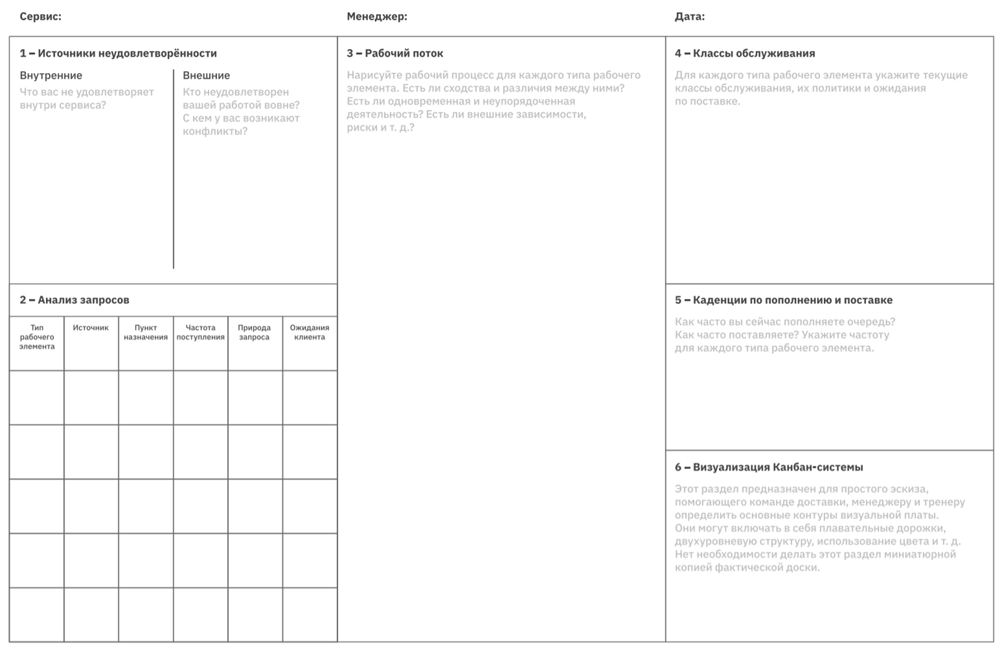 Сервис:
Менеджер:
Дата:
1 – Источники неудовлетворённости
Внутренние
Что вас не удовлетворяет
внутри сервиса?
Внешние
Кто неудовлетворен
вашей работой вовне?
С кем у вас возникают
конфликты?
2 – Анализ запросов
Тип
рабочего
элемента
Источник
Пункт
назначения
Частота
поступления
Природа
запроса
Ожидания
клиента
3 – Рабочий поток
Нарисуйте рабочий процесс для каждого типа рабочего
элемента. Есть ли сходства и различия между ними?
Есть ли одновременная и неупорядоченная
деятельность? Есть ли внешние зависимости,
риски и т. д.?
4 – Классы обслуживания
Для каждого типа рабочего элемента укажите текущие
классы обслуживания, их политики и ожидания
по поставке.
5 – Каденции по пополнению и поставке
Как часто вы сейчас пополняете очередь?
Как часто поставляете? Укажите частоту
для каждого типа рабочего элемента.
6 – Визуализация Канбан-системы
Этот раздел предназначен для простого эскиза,
помогающего команде доставки, менеджеру и тренеру
определить основные контуры визуальной платы.
Они могут включать в себя плавательные дорожки,
двухуровневую структуру, использование цвета и т. д.
Нет необходимости делать этот раздел миниатюрной
копией фактической доски.